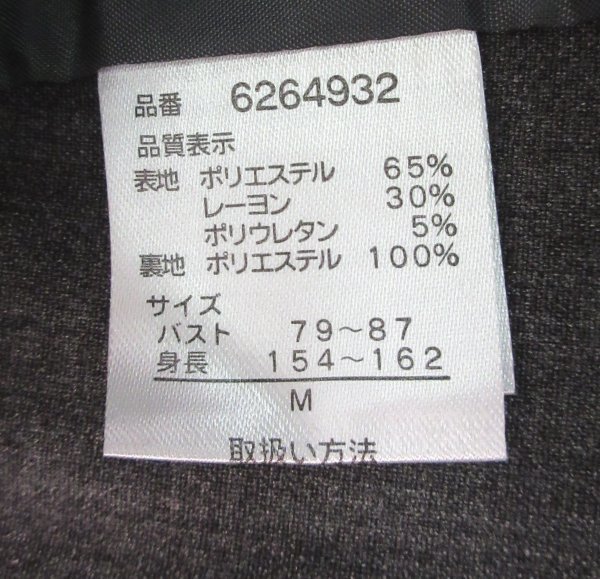 品番 6264932
品質表示
表地 ポリエステル 65%
レーヨン 30%
ポリウレタン 5%
裏地 ポリエステル 100%
サイズ
バスト 79～87
身長 154～162
M
取扱い方法